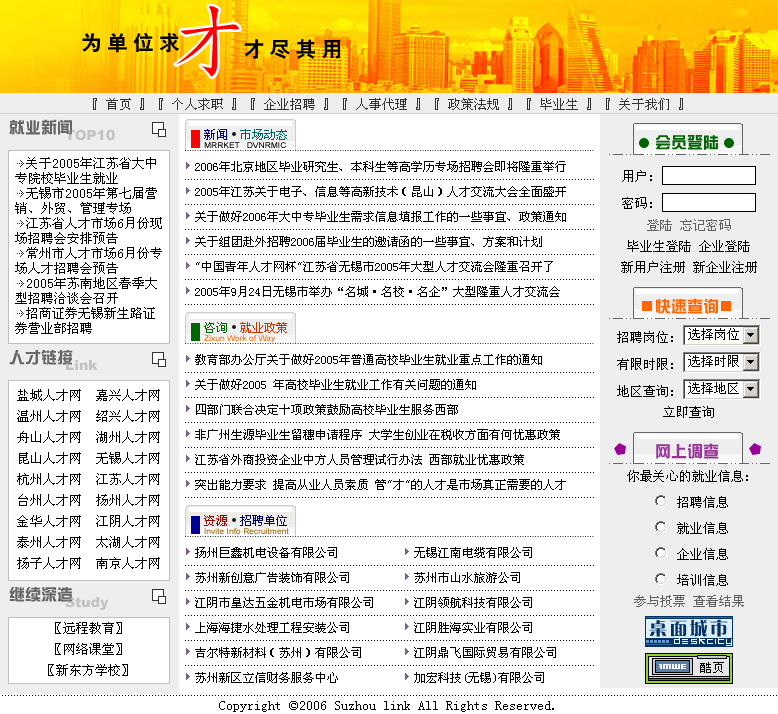 为单位求才 才尽其用
〖 首页 〗 〖 个人求职 〗 〖 企业招聘 〗 〖 人事代理 〗 〖 政策法规 〗 〖 毕业生 〗 〖 关于我们 〗
就业新闻 TOP10
关于2005年江苏省大中
专院校毕业生就业
无锡市2005年第七届营
销、外贸、管理专场
江苏省人才市场6月份现
场招聘会安排预告
常州市人才市场6月份专
场人才招聘会预告
2005年苏南地区春季大
型招聘洽谈会召开
招商证券无锡新生路证
券营业部招聘
人才链接 Link
盐城人才网 嘉兴人才网
温州人才网 绍兴人才网
舟山人才网 湖州人才网
昆山人才网 无锡人才网
杭州人才网 江苏人才网
台州人才网 扬州人才网
金华人才网 江阴人才网
泰州人才网 太湖人才网
扬子人才网 南京人才网
继续深造 Study
〖远程教育〗
〖网络课堂〗
〖新东方学校〗
新闻·市场动态
MRRKET DVNRMIC
2006年北京地区毕业研究生、本科生等高学历专场招聘会即将隆重举行
2005年江苏关于电子、信息等高新技术（昆山）人才交流大会全面盛开
关于做好2006年大中专毕业生需求信息填报工作的一些事宜、政策通知
关于组团赴外招聘2006届毕业生的邀请函的一些事宜、方案和计划
“中国青年人才网杯”江苏省无锡市2005年大型人才交流会隆重召开了
2005年9月24日无锡市举办“名城·名校·名企”大型隆重人才交流会
咨询·就业政策
Zixun Work of Way
教育部办公厅关于做好2005年普通高校毕业生就业重点工作的通知
关于做好2005 年高校毕业生就业工作有关问题的通知
四部门联合决定十项政策鼓励高校毕业生服务西部
非广州生源毕业生留穗申请程序 大学生创业在税收方面有何优惠政策
江苏省外商投资企业中方人员管理试行办法 西部就业优惠政策
突出能力要求 提高从业人员素质 管“才”的人才是市场真正需要的人才
资源·招聘单位
Invite Info Recruitment
扬州巨鑫机电设备有限公司 无锡江南电缆有限公司
苏州新创意广告装饰有限公司 苏州市山水旅游公司
江阴市皇达五金机电市场有限公司 江阴领航科技有限公司
上海海捷水处理工程安装公司 江阴胜海实业有限公司
吉尔特新材料（苏州）有限公司 江阴鼎飞国际贸易有限公司
苏州新区立信财务服务中心 加宏科技(无锡)有限公司
会员登陆
用户：
密码：
登陆 忘记密码
毕业生登陆 企业登陆
新用户注册 新企业注册
快速查询
招聘岗位： 选择岗位
有限时限： 选择时限
地区查询： 选择地区
立即查询
网上调查
你最关心的就业信息：
招聘信息
就业信息
企业信息
培训信息
参与投票 查看结果
桌面城市
DESKCITY
IMWE 酷页
Copyright ©2006 Suzhou link All Rights Reserved.